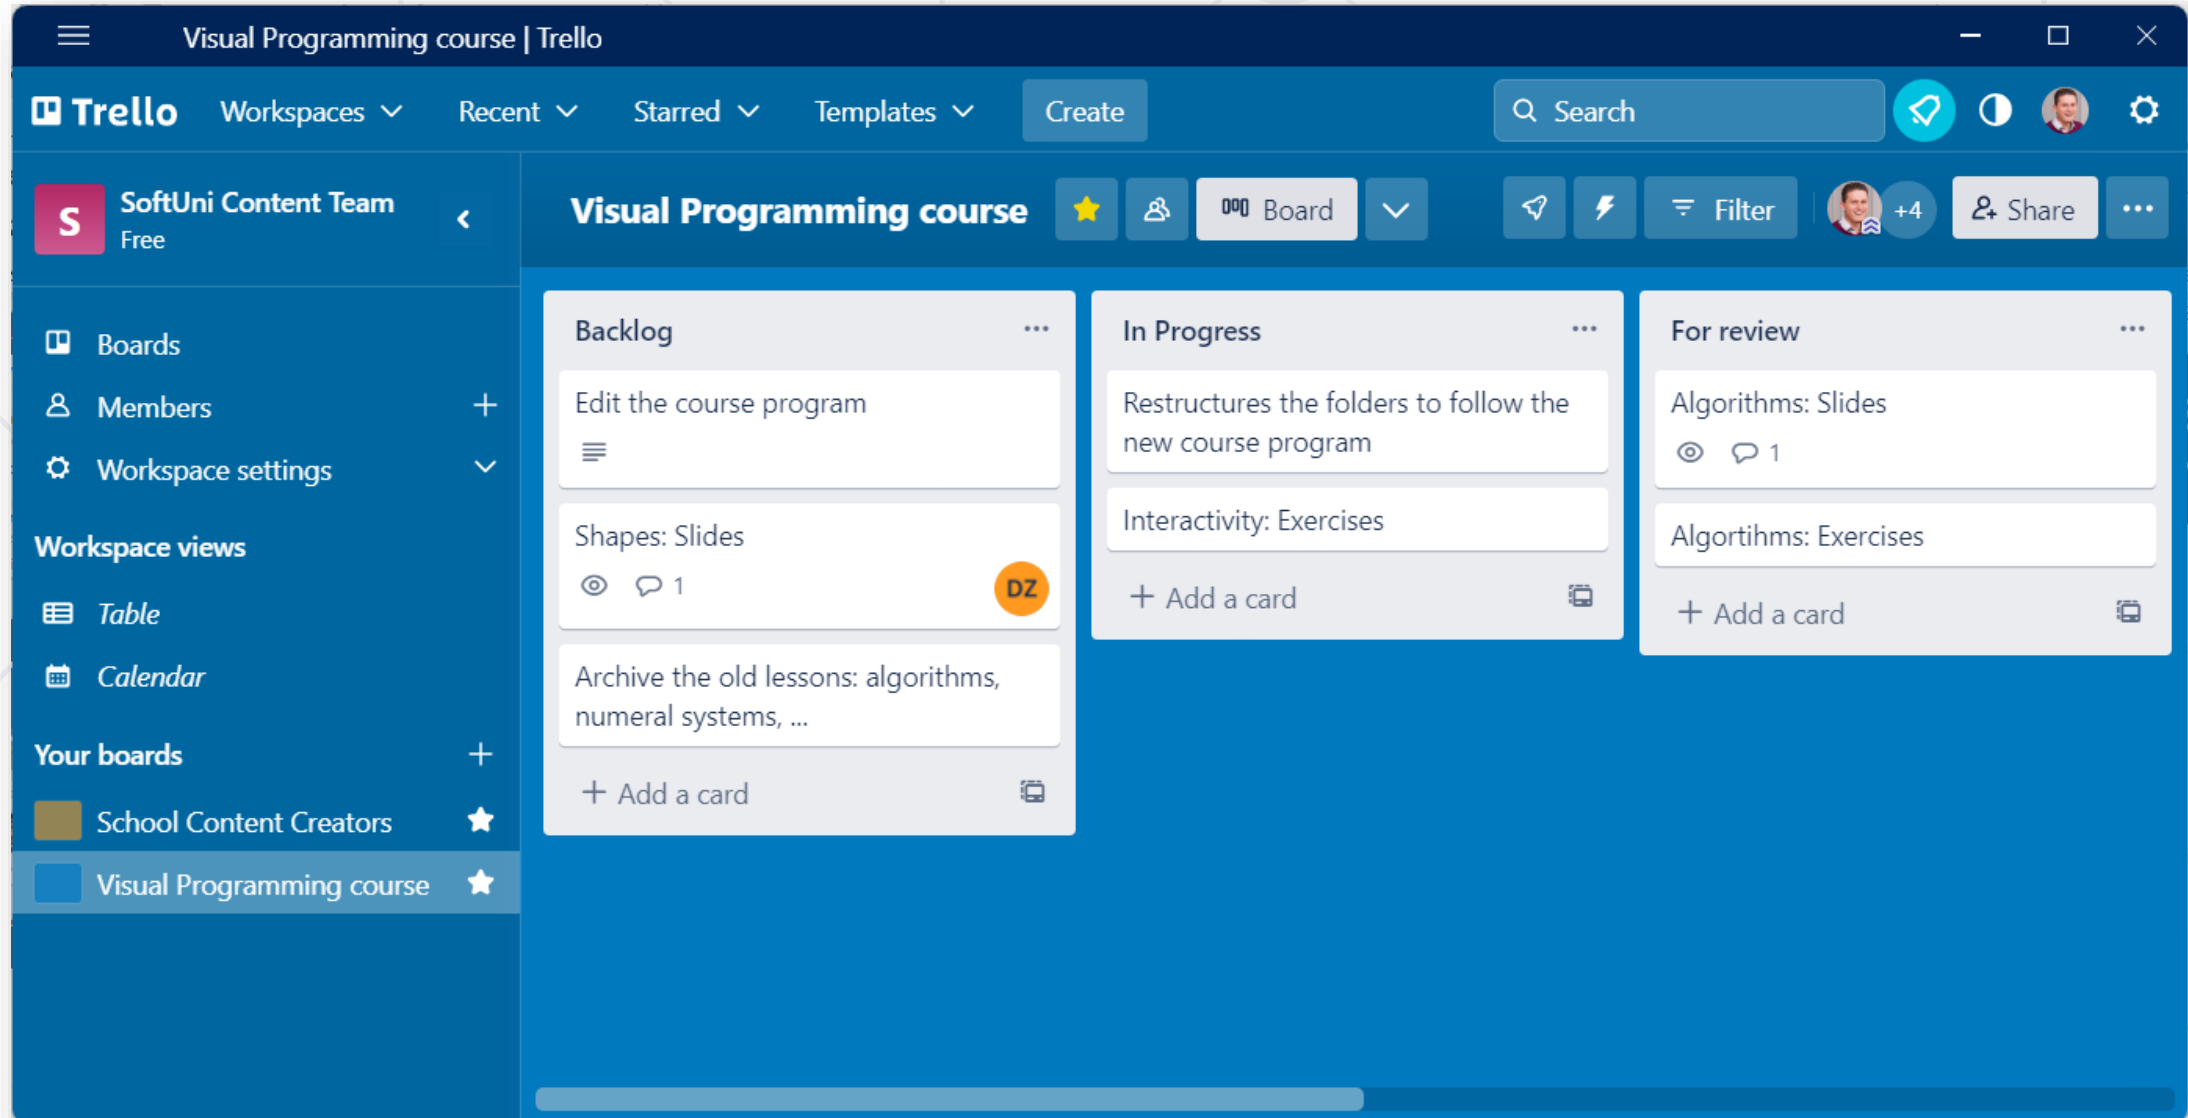 Visual Programming course | Trello
Trello Workspaces Recent Starred Templates Create Search
SoftUni Content Team
Free
S
Boards
Members
Workspace settings
Workspace views
Table
Calendar
Your boards
School Content Creators
Visual Programming course
Visual Programming course Board Filter +4 Share
Backlog
Edit the course program
Shapes: Slides
1
DZ
Archive the old lessons: algorithms,
numeral systems, ...
+ Add a card
In Progress
Restructures the folders to follow the
new course program
Interactivity: Exercises
+ Add a card
For review
Algorithms: Slides
1
Algortihms: Exercises
+ Add a card